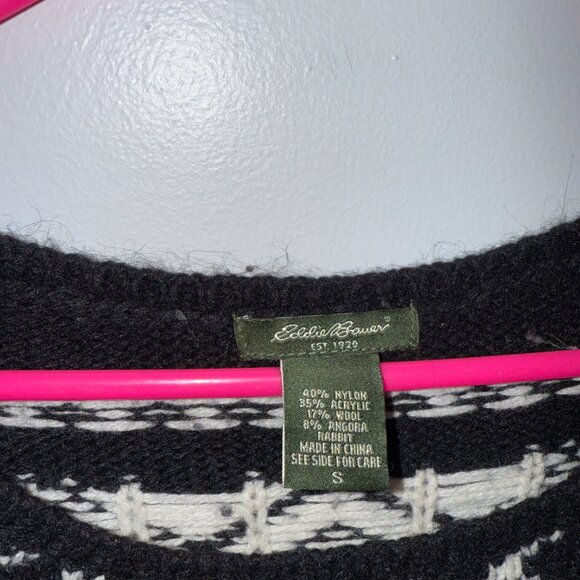 Eddie Bauer®
EST. 1920
40% NYLON
35% ACRYLIC
17% WOOL
8% ANGORA
RABBIT
MADE IN CHINA
SEE SIDE FOR CARE
S